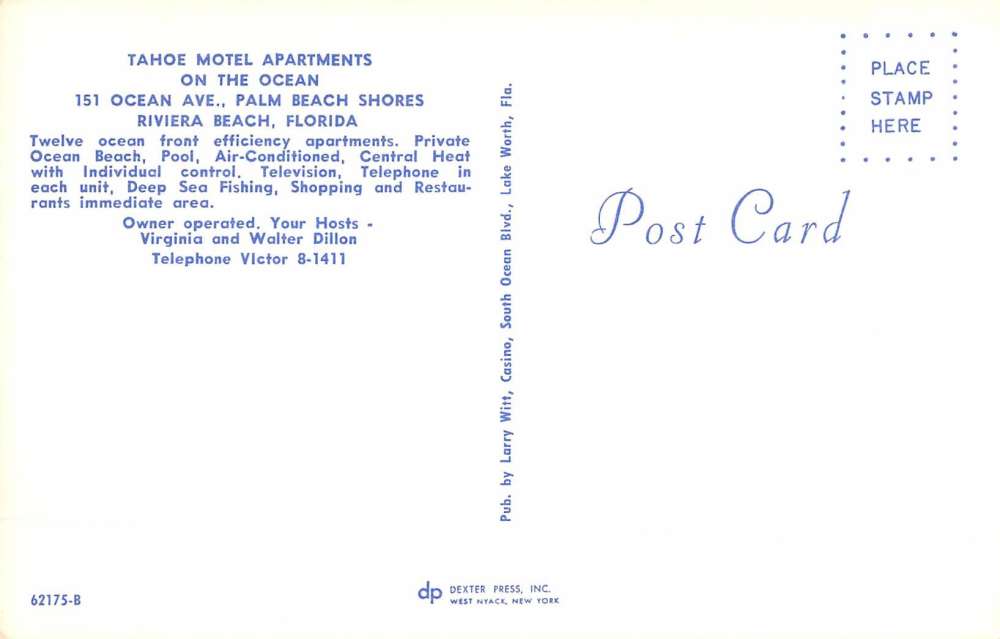 TAHOE MOTEL APARTMENTS
ON THE OCEAN
151 OCEAN AVE., PALM BEACH SHORES
RIVIERA BEACH, FLORIDA
Twelve ocean front efficiency apartments. Private
Ocean Beach, Pool, Air-Conditioned, Central Heat
with Individual control. Television, Telephone in
each unit, Deep Sea Fishing, Shopping and Restau-
rants immediate area.
Owner operated. Your Hosts -
Virginia and Walter Dillon
Telephone VIctor 8-1411
62175-B
Pub. by Larry Witt, Casino, South Ocean Blvd., Lake Worth, Fla.
dp DEXTER PRESS, INC.
WEST NYACK, NEW YORK
PLACE
STAMP
HERE
Post Card